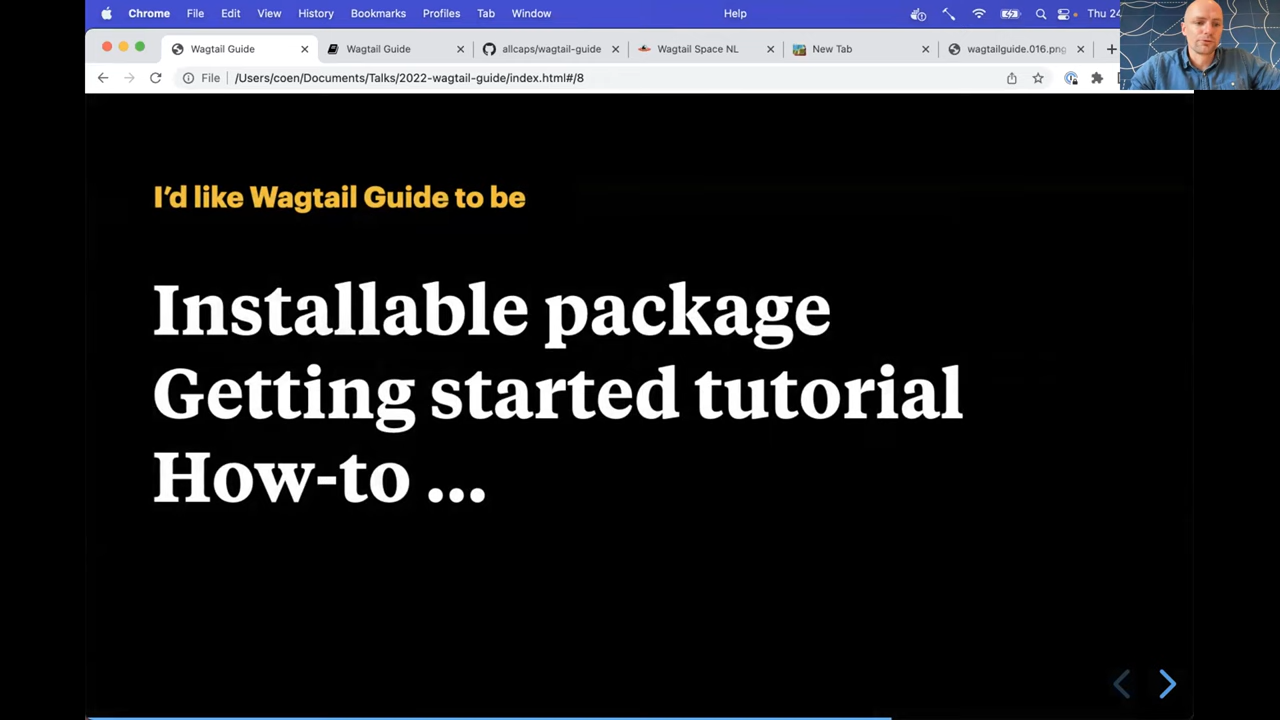 Chrome File Edit View History Bookmarks Profiles Tab Window Help Thu 24
Wagtail Guide Wagtail Guide allcaps/wagtail-guide Wagtail Space NL New Tab wagtailguide.016.png
File /Users/coen/Documents/Talks/2022-wagtail-guide/index.html#/8
I'd like Wagtail Guide to be
Installable package
Getting started tutorial
How-to ...